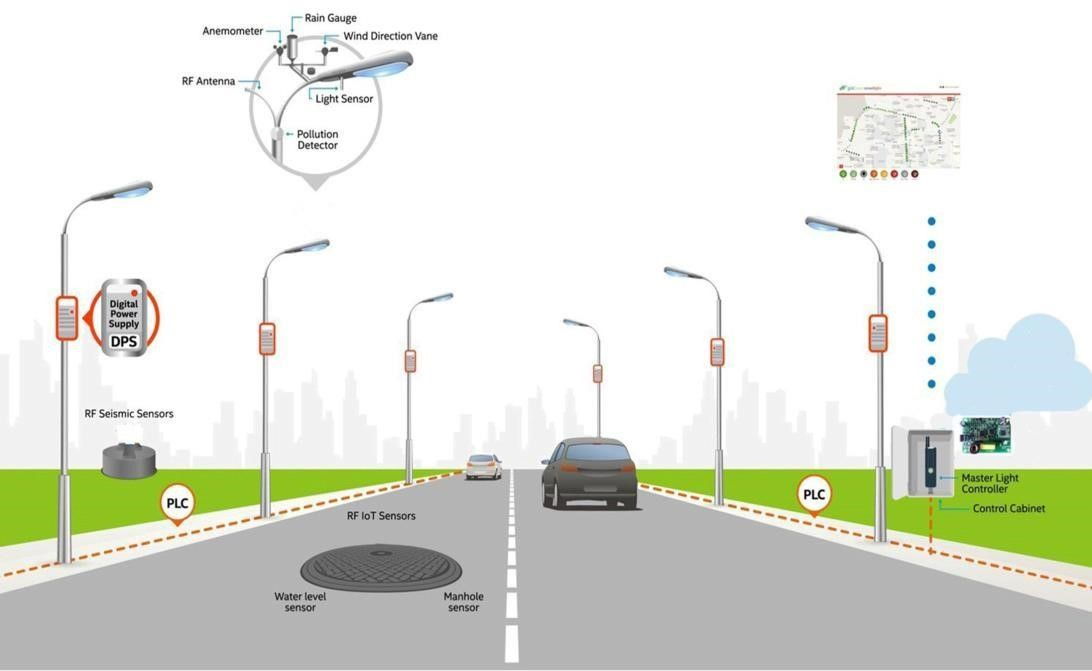 Rain Gauge
Anemometer
Wind Direction Vane
RF Antenna
Light Sensor
Pollution
Detector
Digital
Power
Supply
DPS
RF Seismic Sensors
PLC
RF IoT Sensors
Water level
sensor
Manhole
sensor
PLC
Master Light
Controller
Control Cabinet